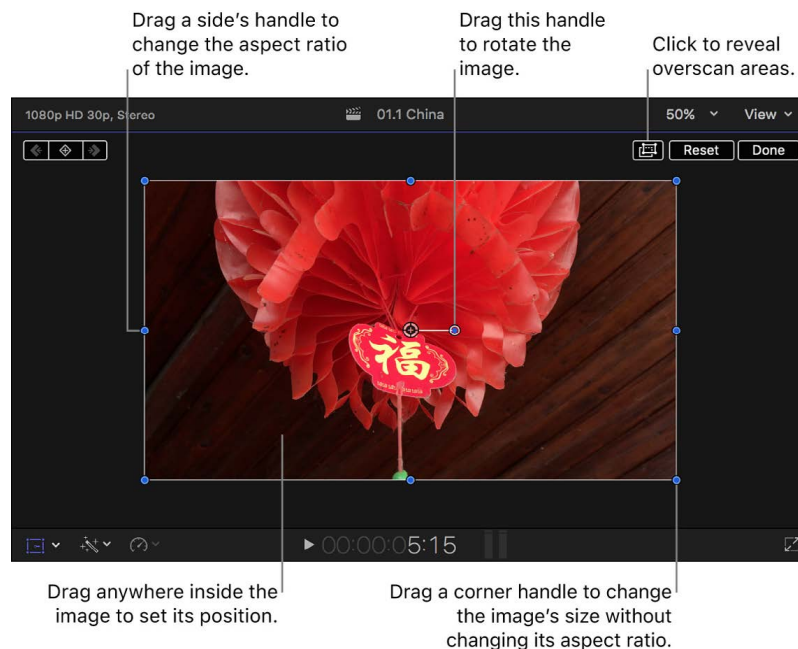 Drag a side's handle to
change the aspect ratio
of the image.
Drag this handle
to rotate the
image.
Click to reveal
overscan areas.
1080p HD 30p, Stereo
01.1 China
50%
View
Reset
Done
福
00:00:05:15
Drag anywhere inside the
image to set its position.
Drag a corner handle to change
the image's size without
changing its aspect ratio.